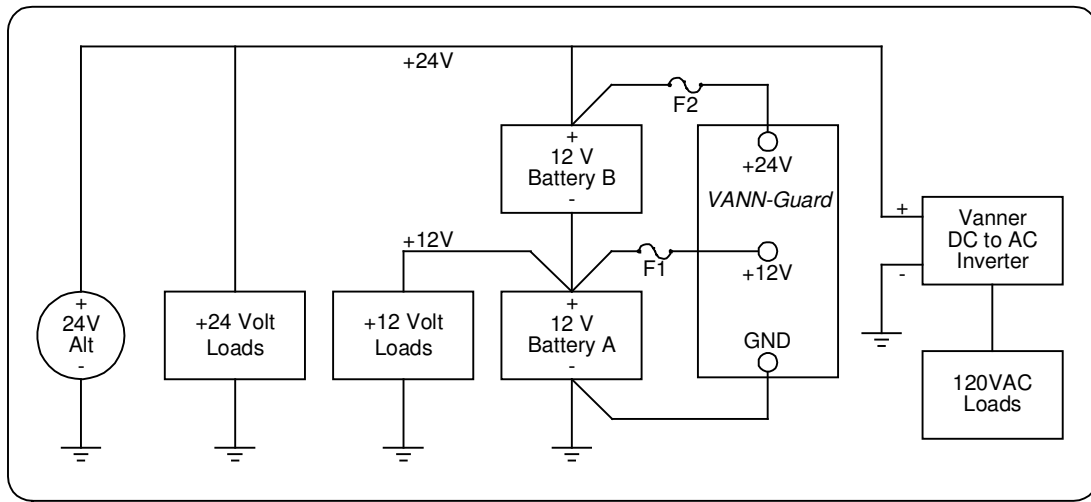 +24V
F2
+
12 V
Battery B
-
+24V
VANN-Guard
+12V
F1
+12V
+
Vanner
DC to AC
Inverter
-
+
24V
Alt
-
+24 Volt
Loads
+12 Volt
Loads
+
12 V
Battery A
-
GND
120VAC
Loads